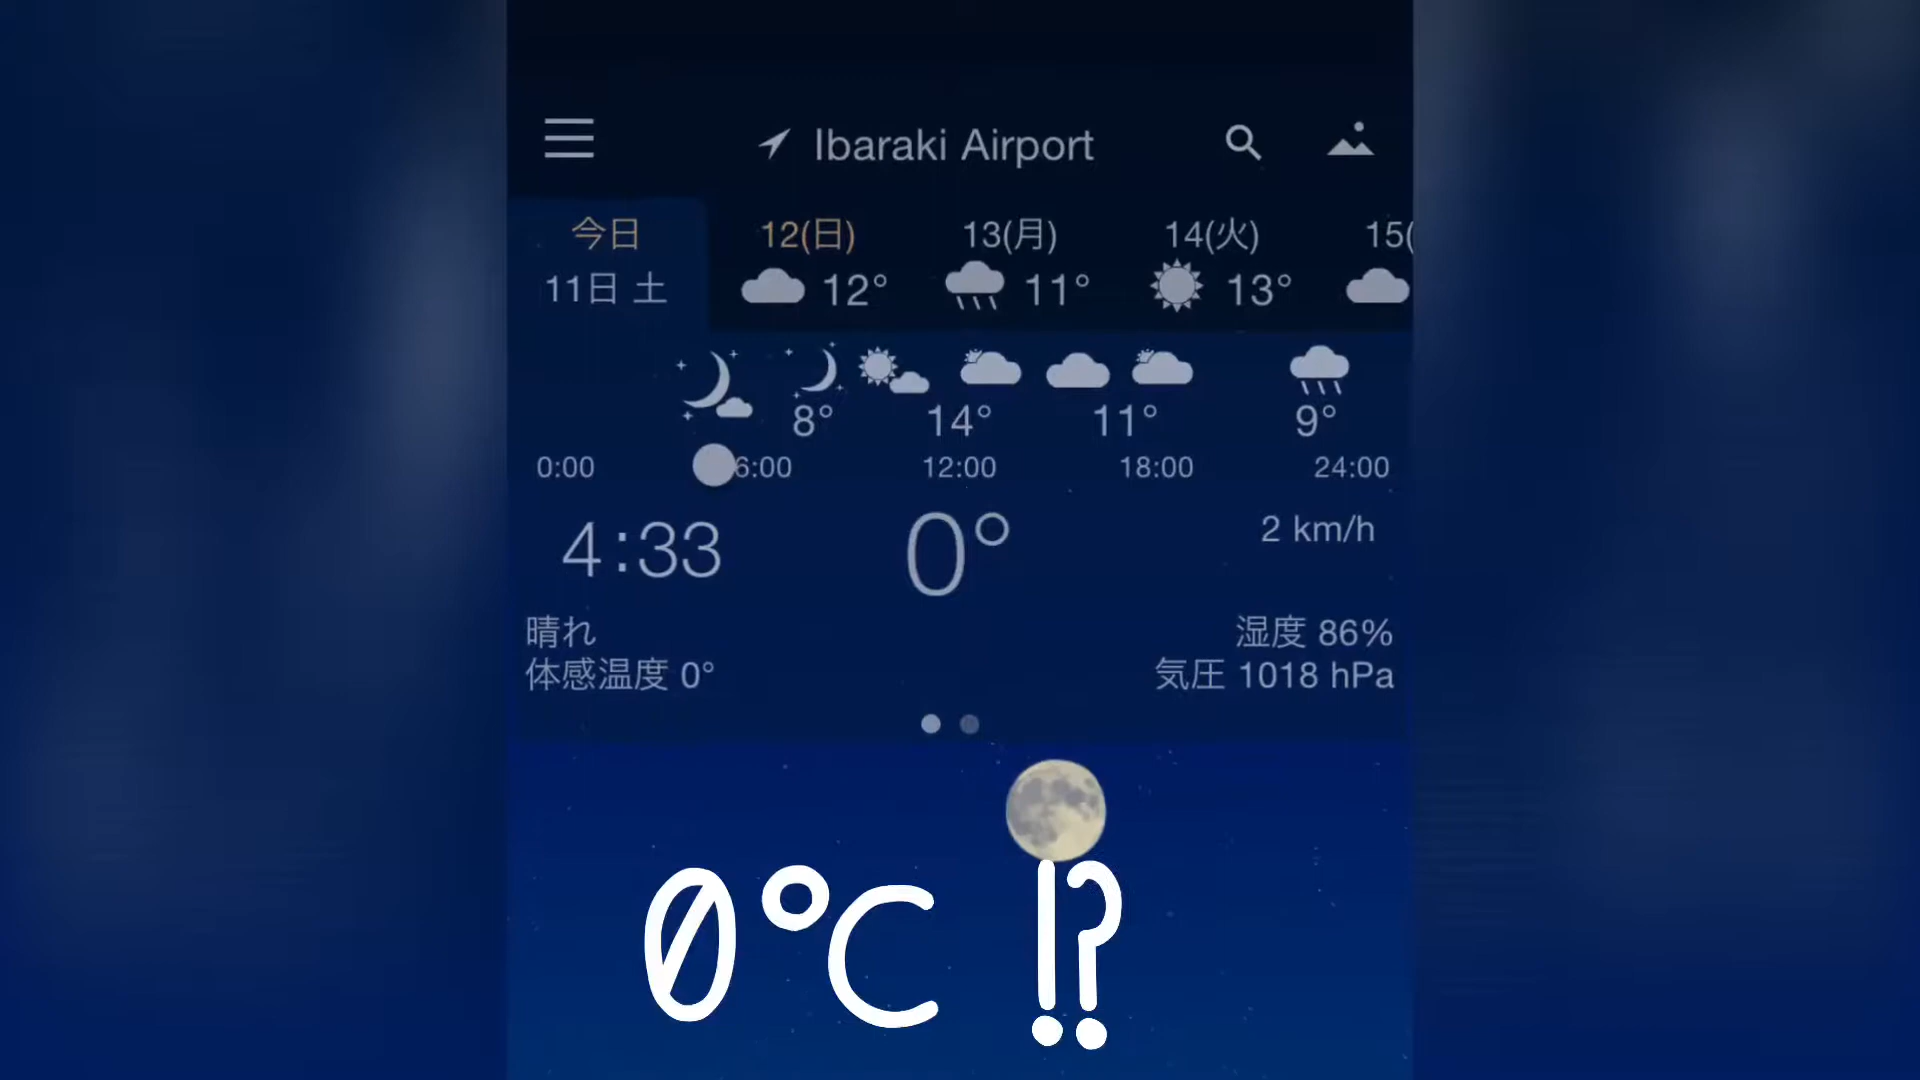 Ibaraki Airport
今日 12(日) 13(月) 14(火) 15(
11日 土 12° 11° 13°
8° 14° 11° 9°
0:00 6:00 12:00 18:00 24:00
4:33 0° 2 km/h
晴れ 湿度 86%
体感温度 0° 気圧 1018 hPa
0°C !?